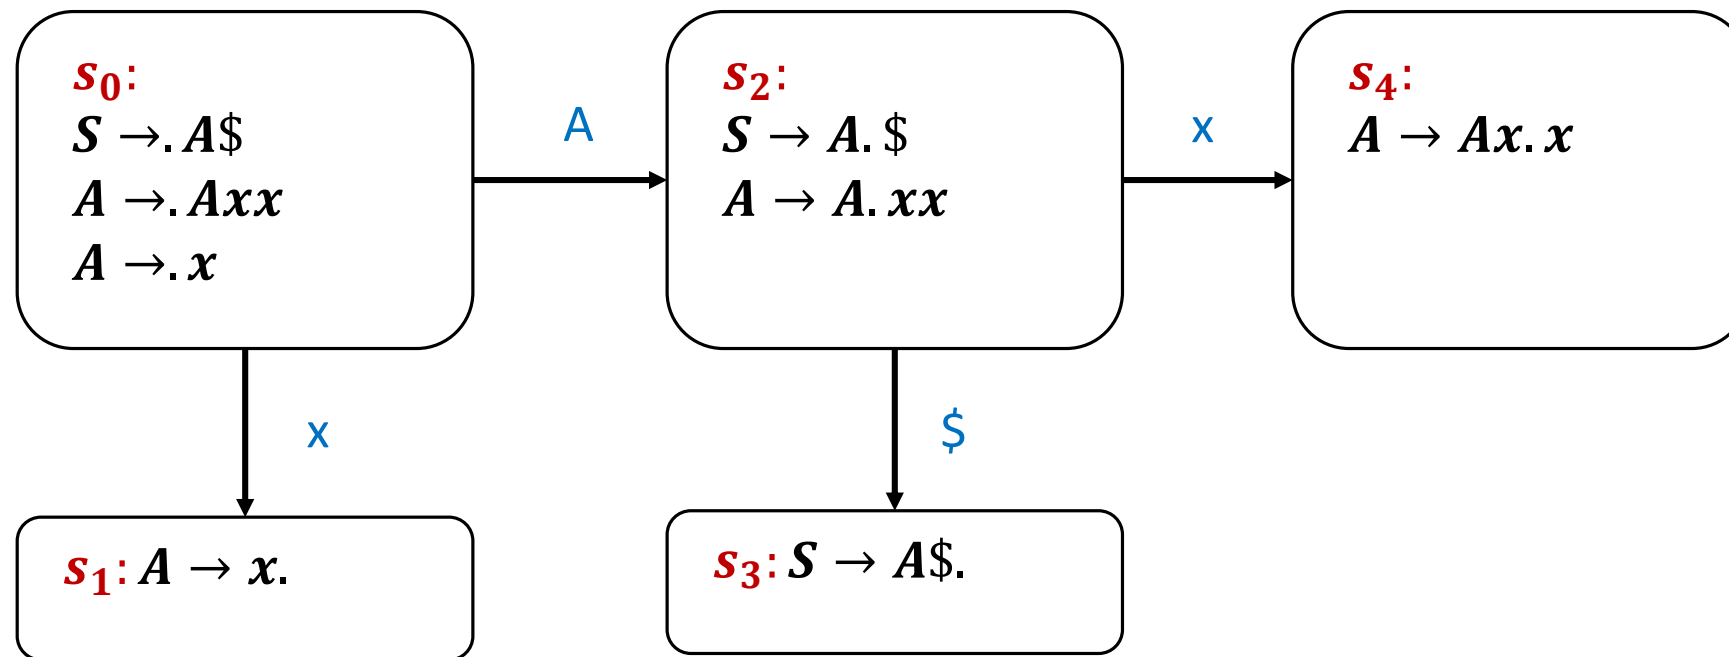 s₀:
S →. A$
A →. Axx
A →. x
A
s₂:
S → A. $
A → A. xx
x
s₄:
A → Ax. x
x
$
s₁: A → x.
s₃: S → A$.